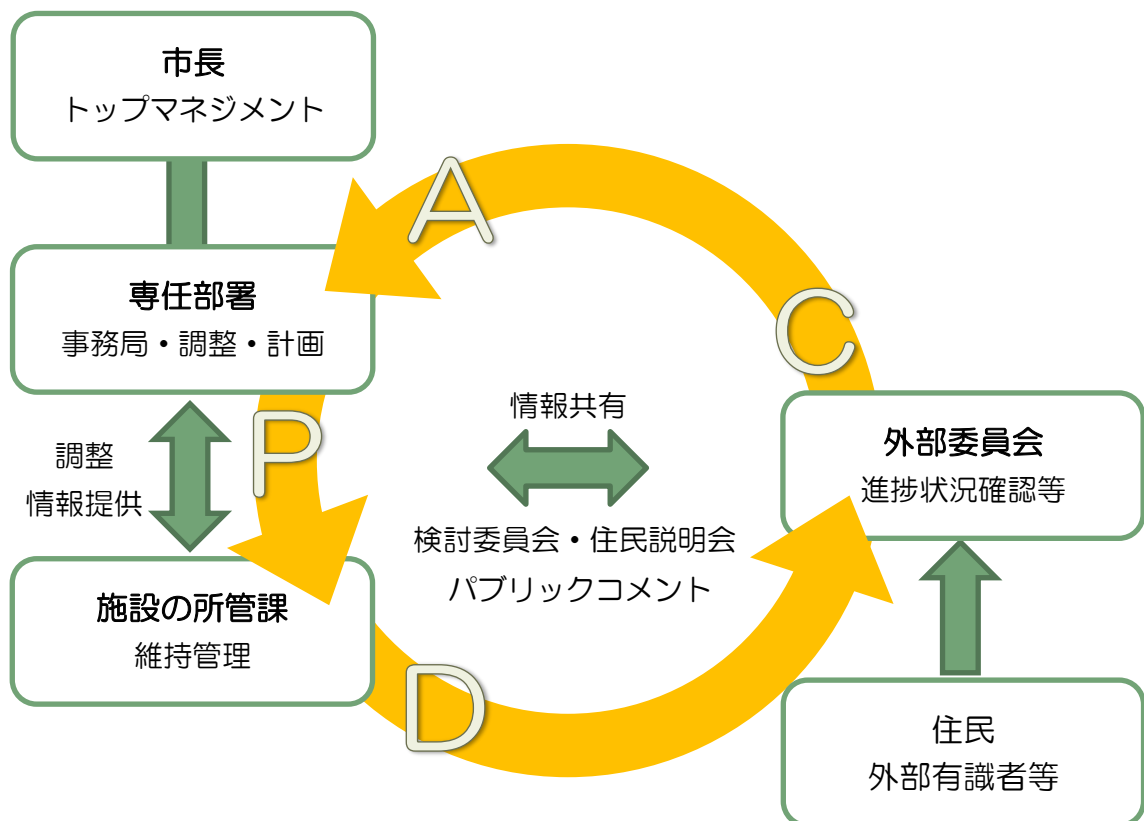 市長
トップマネジメント
A
専任部署
事務局・調整・計画
C
P
情報共有
調整
情報提供
外部委員会
進捗状況確認等
検討委員会・住民説明会
パブリックコメント
施設の所管課
維持管理
D
住民
外部有識者等